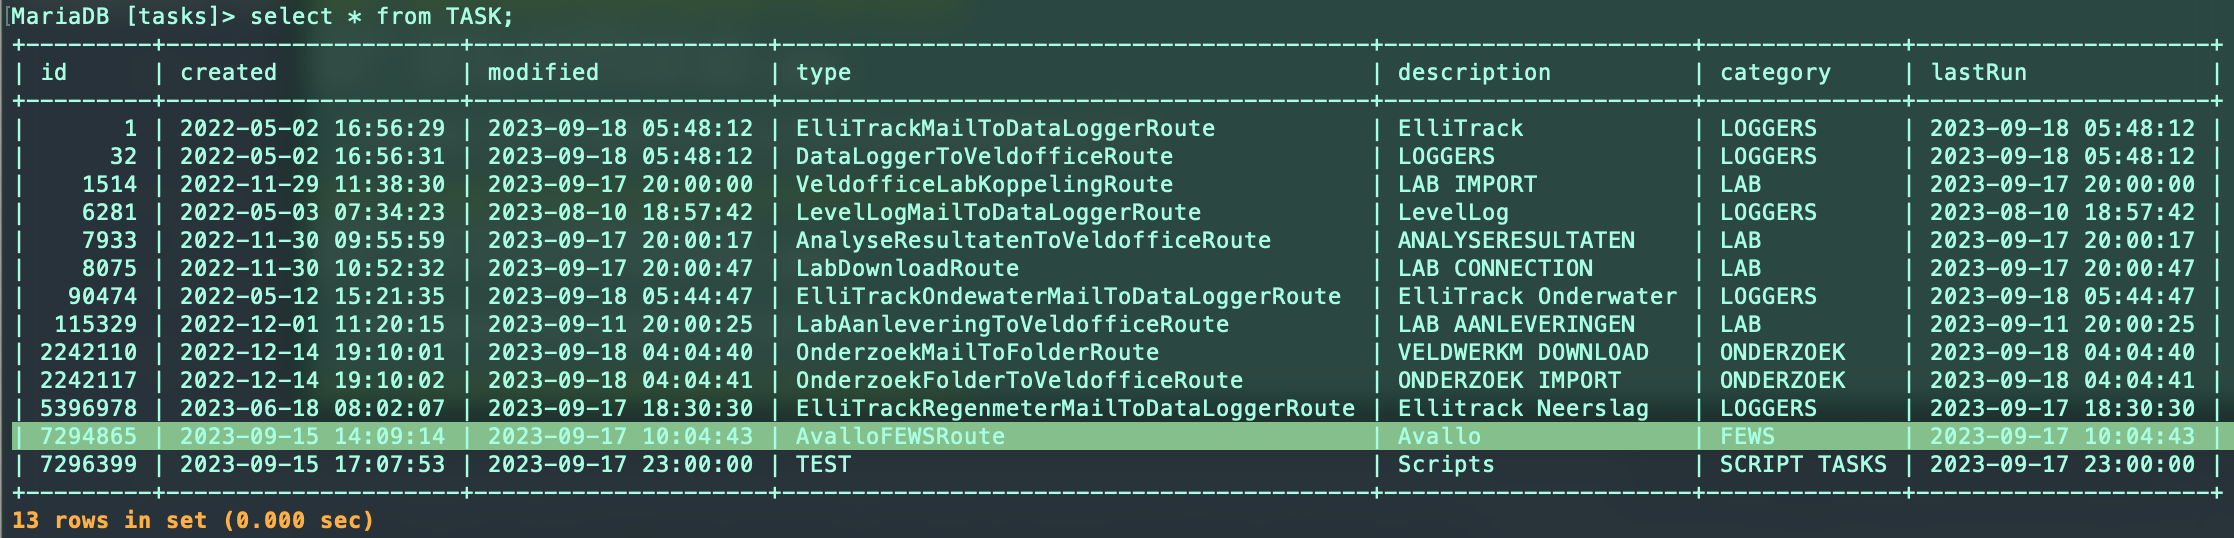 MariaDB [tasks]> select * from TASK;
+---------+---------------------+---------------------+------------------------------------------+----------------------+--------------+---------------------+
| id      | created             | modified            | type                                     | description          | category     | lastRun             |
+---------+---------------------+---------------------+------------------------------------------+----------------------+--------------+---------------------+
|       1 | 2022-05-02 16:56:29 | 2023-09-18 05:48:12 | ElliTrackMailToDataLoggerRoute           | ElliTrack            | LOGGERS      | 2023-09-18 05:48:12 |
|      32 | 2022-05-02 16:56:31 | 2023-09-18 05:48:12 | DataLoggerToVeldofficeRoute              | LOGGERS              | LOGGERS      | 2023-09-18 05:48:12 |
|    1514 | 2022-11-29 11:38:30 | 2023-09-17 20:00:00 | VeldofficeLabKoppelingRoute              | LAB IMPORT           | LAB          | 2023-09-17 20:00:00 |
|    6281 | 2022-05-03 07:34:23 | 2023-08-10 18:57:42 | LevelLogMailToDataLoggerRoute            | LevelLog             | LOGGERS      | 2023-08-10 18:57:42 |
|    7933 | 2022-11-30 09:55:59 | 2023-09-17 20:00:17 | AnalyseResultatenToVeldofficeRoute       | ANALYSERESULTATEN    | LAB          | 2023-09-17 20:00:17 |
|    8075 | 2022-11-30 10:52:32 | 2023-09-17 20:00:47 | LabDownloadRoute                         | LAB CONNECTION       | LAB          | 2023-09-17 20:00:47 |
|   90474 | 2022-05-12 15:21:35 | 2023-09-18 05:44:47 | ElliTrackOndewaterMailToDataLoggerRoute  | ElliTrack Onderwater | LOGGERS      | 2023-09-18 05:44:47 |
|  115329 | 2022-12-01 11:20:15 | 2023-09-11 20:00:25 | LabAanleveringToVeldofficeRoute          | LAB AANLEVERINGEN    | LAB          | 2023-09-11 20:00:25 |
| 2242110 | 2022-12-14 19:10:01 | 2023-09-18 04:04:40 | OnderzoekMailToFolderRoute               | VELDWERKM DOWNLOAD   | ONDERZOEK    | 2023-09-18 04:04:40 |
| 2242117 | 2022-12-14 19:10:02 | 2023-09-18 04:04:41 | OnderzoekFolderToVeldofficeRoute         | ONDERZOEK IMPORT     | ONDERZOEK    | 2023-09-18 04:04:41 |
| 5396978 | 2023-06-18 08:02:07 | 2023-09-17 18:30:30 | ElliTrackRegenmeterMailToDataLoggerRoute | Ellitrack Neerslag   | LOGGERS      | 2023-09-17 18:30:30 |
| 7294865 | 2023-09-15 14:09:14 | 2023-09-17 10:04:43 | AvalloFEWSRoute                          | Avallo               | FEWS         | 2023-09-17 10:04:43 |
| 7296399 | 2023-09-15 17:07:53 | 2023-09-17 23:00:00 | TEST                                     | Scripts              | SCRIPT TASKS | 2023-09-17 23:00:00 |
+---------+---------------------+---------------------+------------------------------------------+----------------------+--------------+---------------------+
13 rows in set (0.000 sec)